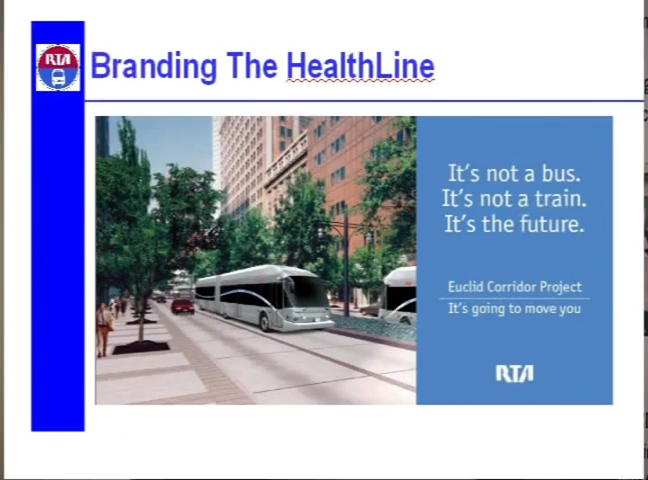 RTA
Branding The HealthLine
It's not a bus.
It's not a train.
It's the future.
Euclid Corridor Project
It's going to move you
RTA